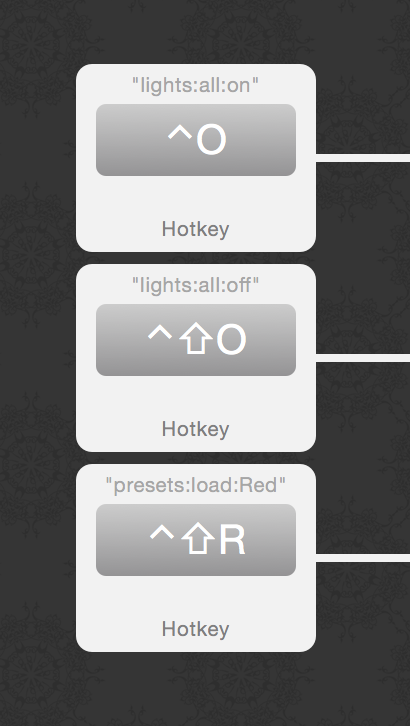 "lights:all:on"
^O
Hotkey
"lights:all:off"
^⇧O
Hotkey
"presets:load:Red"
^⇧R
Hotkey